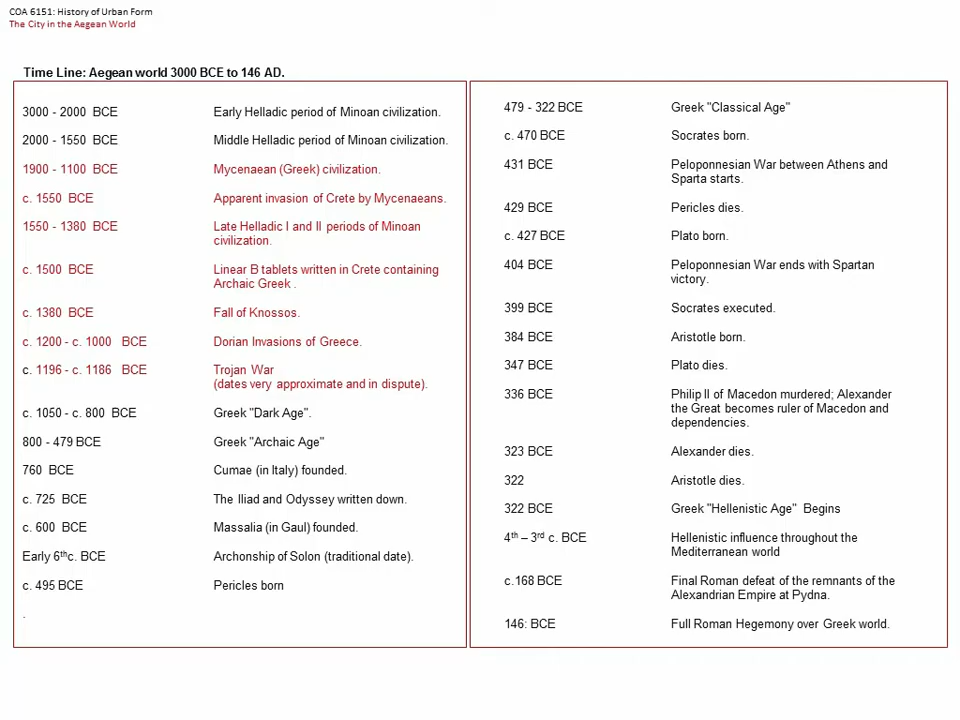 COA 6151: History of Urban Form
The City in the Aegean World
Time Line: Aegean world 3000 BCE to 146 AD.
3000 - 2000 BCE Early Helladic period of Minoan civilization.
2000 - 1550 BCE Middle Helladic period of Minoan civilization.
1900 - 1100 BCE Mycenaean (Greek) civilization.
c. 1550 BCE Apparent invasion of Crete by Mycenaeans.
1550 - 1380 BCE Late Helladic I and II periods of Minoan
civilization.
c. 1500 BCE Linear B tablets written in Crete containing
Archaic Greek .
c. 1380 BCE Fall of Knossos.
c. 1200 - c. 1000 BCE Dorian Invasions of Greece.
c. 1196 - c. 1186 BCE Trojan War
(dates very approximate and in dispute).
c. 1050 - c. 800 BCE Greek "Dark Age".
800 - 479 BCE Greek "Archaic Age"
760 BCE Cumae (in Italy) founded.
c. 725 BCE The Iliad and Odyssey written down.
c. 600 BCE Massalia (in Gaul) founded.
Early 6thc. BCE Archonship of Solon (traditional date).
c. 495 BCE Pericles born
.
479 - 322 BCE Greek "Classical Age"
c. 470 BCE Socrates born.
431 BCE Peloponnesian War between Athens and
Sparta starts.
429 BCE Pericles dies.
c. 427 BCE Plato born.
404 BCE Peloponnesian War ends with Spartan
victory.
399 BCE Socrates executed.
384 BCE Aristotle born.
347 BCE Plato dies.
336 BCE Philip II of Macedon murdered; Alexander
the Great becomes ruler of Macedon and
dependencies.
323 BCE Alexander dies.
322 Aristotle dies.
322 BCE Greek "Hellenistic Age" Begins
4th – 3rd c. BCE Hellenistic influence throughout the
Mediterranean world
c.168 BCE Final Roman defeat of the remnants of the
Alexandrian Empire at Pydna.
146: BCE Full Roman Hegemony over Greek world.